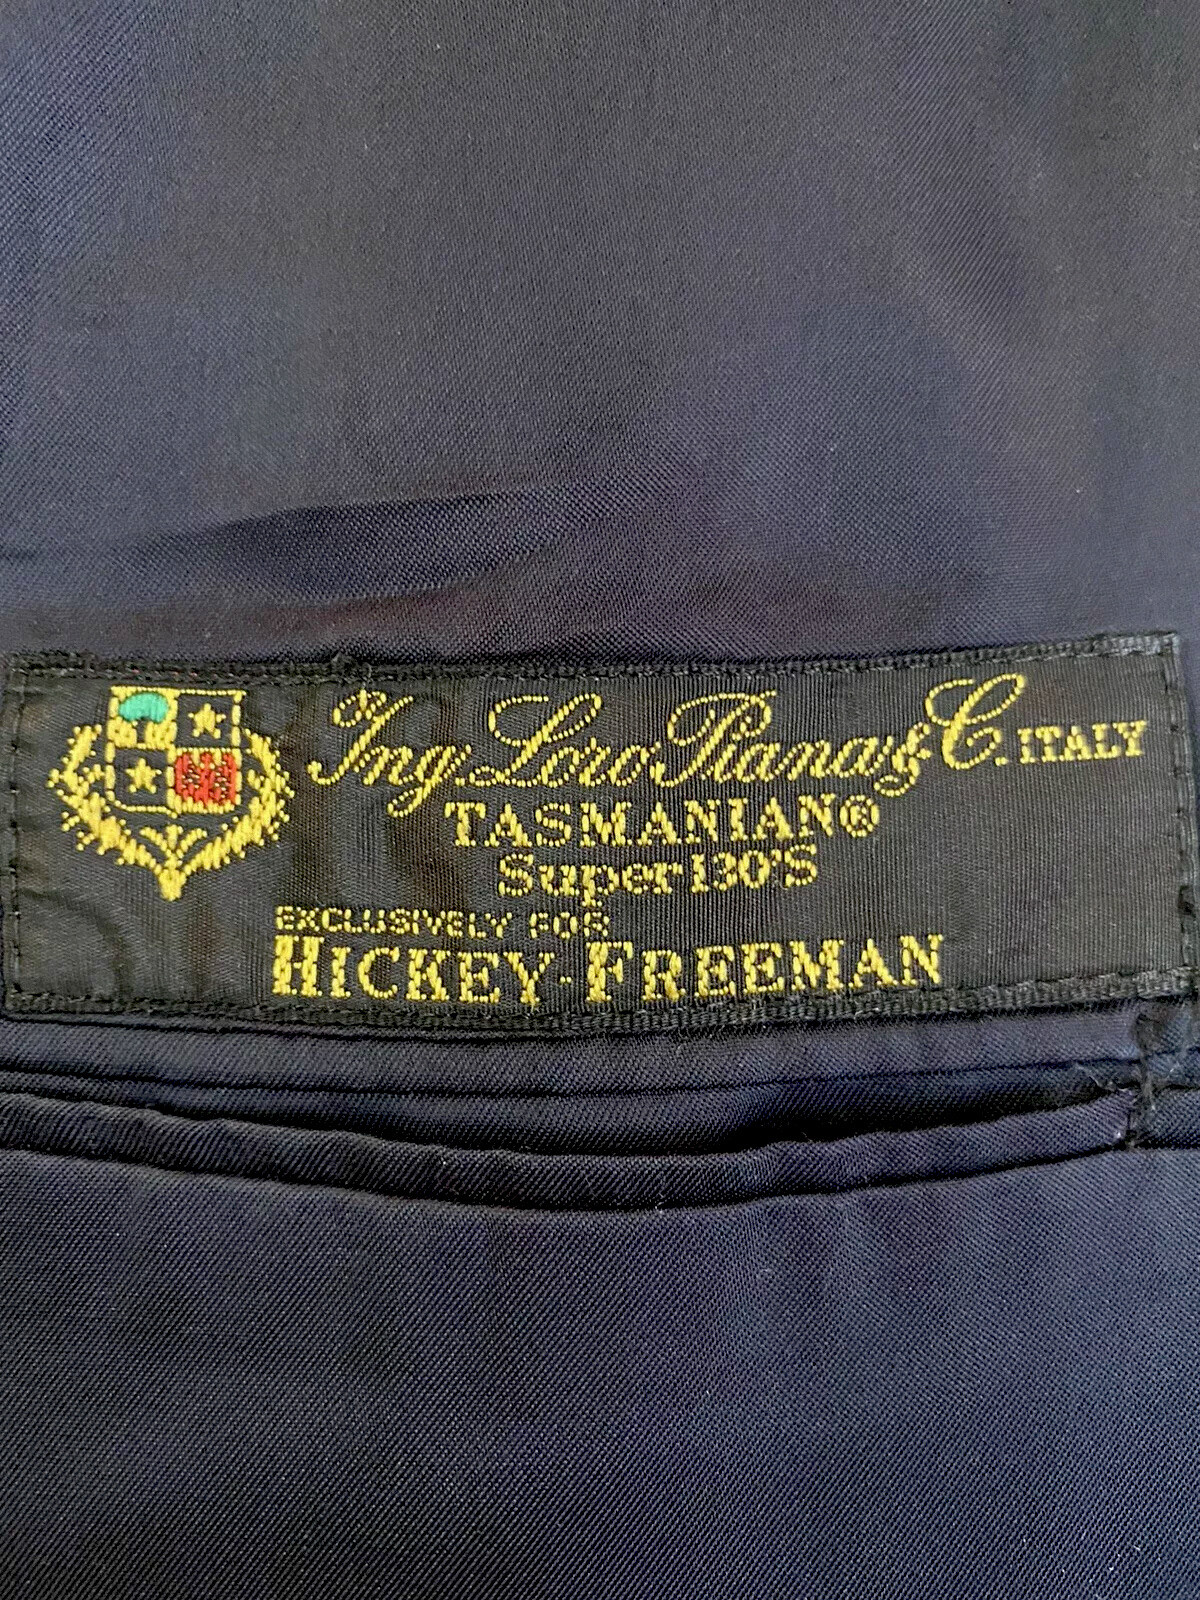 Ing. Loro Piana & C. ITALY
TASMANIAN®
Super 130'S
EXCLUSIVELY FOR
HICKEY-FREEMAN